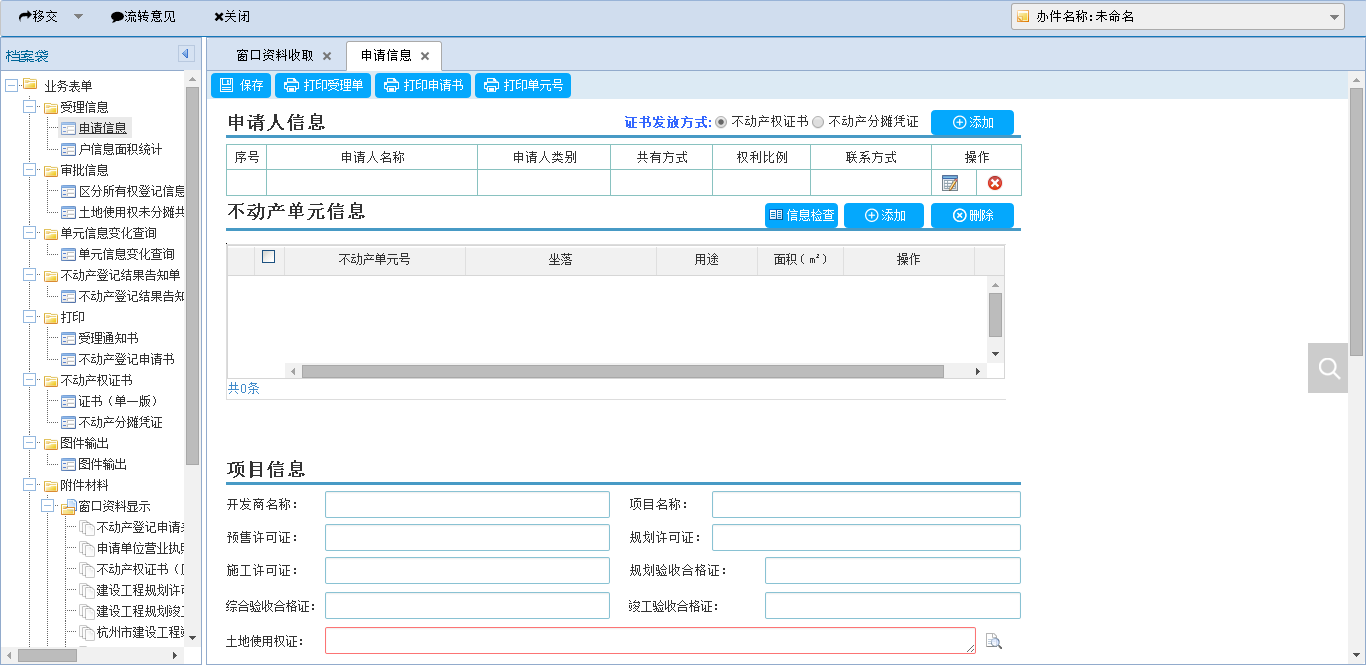 移交 流转意见 关闭 办件名称:未命名
档案袋
业务表单
受理信息
申请信息
户信息面积统计
审批信息
区分所有权登记信息
土地使用权未分摊共
单元信息变化查询
单元信息变化查询
不动产登记结果告知单
不动产登记结果告知
打印
受理通知书
不动产登记申请书
不动产权证书
证书（单一版）
不动产分摊凭证
图件输出
图件输出
附件材料
窗口资料显示
不动产登记申请
申请单位营业执
不动产权证书（
建设工程规划许
建设工程规划竣
杭州市建设工程
窗口资料收取 申请信息
保存 打印受理单 打印申请书 打印单元号
申请人信息 证书发放方式: 不动产权证书 不动产分摊凭证 添加
序号 申请人名称 申请人类别 共有方式 权利比例 联系方式 操作
不动产单元信息 信息检查 添加 删除
不动产单元号 坐落 用途 面积（㎡） 操作
共0条
项目信息
开发商名称： 项目名称：
预售许可证： 规划许可证：
施工许可证： 规划验收合格证：
综合验收合格证： 竣工验收合格证：
土地使用权证：